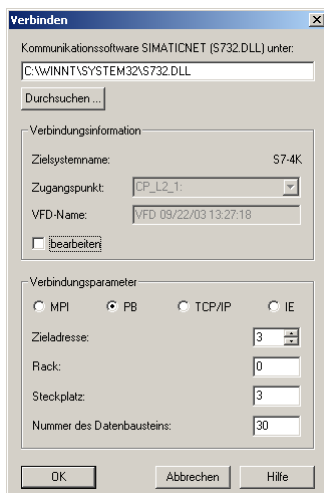 Verbinden
Kommunikationssoftware SIMATICNET (S732.DLL) unter:
C:\WINNT\SYSTEM32\S732.DLL
Durchsuchen ...
Verbindungsinformation
Zielsystemname: S7-4K
Zugangspunkt: CP_L2_1:
VFD-Name: VFD 09/22/03 13:27:18
bearbeiten
Verbindungsparameter
MPI PB TCP/IP IE
Zieladresse: 3
Rack: 0
Steckplatz: 3
Nummer des Datenbausteins: 30
OK Abbrechen Hilfe